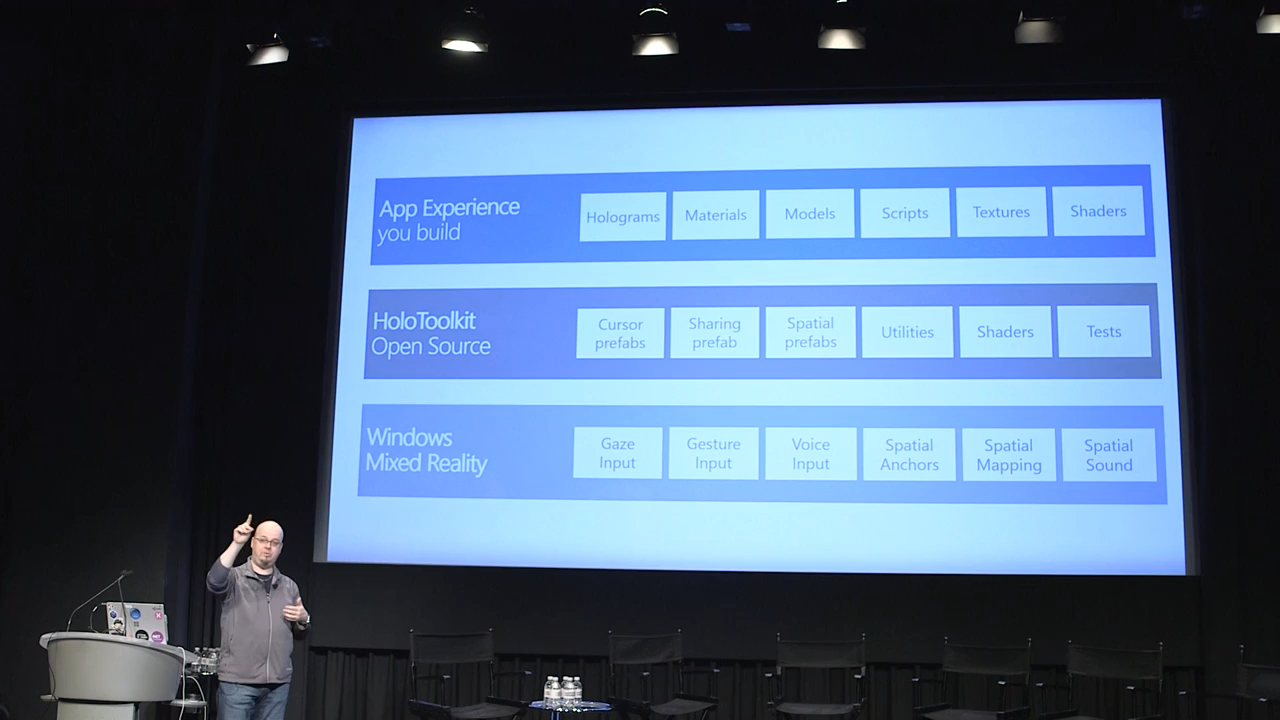 App Experience
you build
Holograms
Materials
Models
Scripts
Textures
Shaders
HoloToolkit
Open Source
Cursor
prefabs
Sharing
prefab
Spatial
prefabs
Utilities
Shaders
Tests
Windows
Mixed Reality
Gaze
Input
Gesture
Input
Voice
Input
Spatial
Anchors
Spatial
Mapping
Spatial
Sound